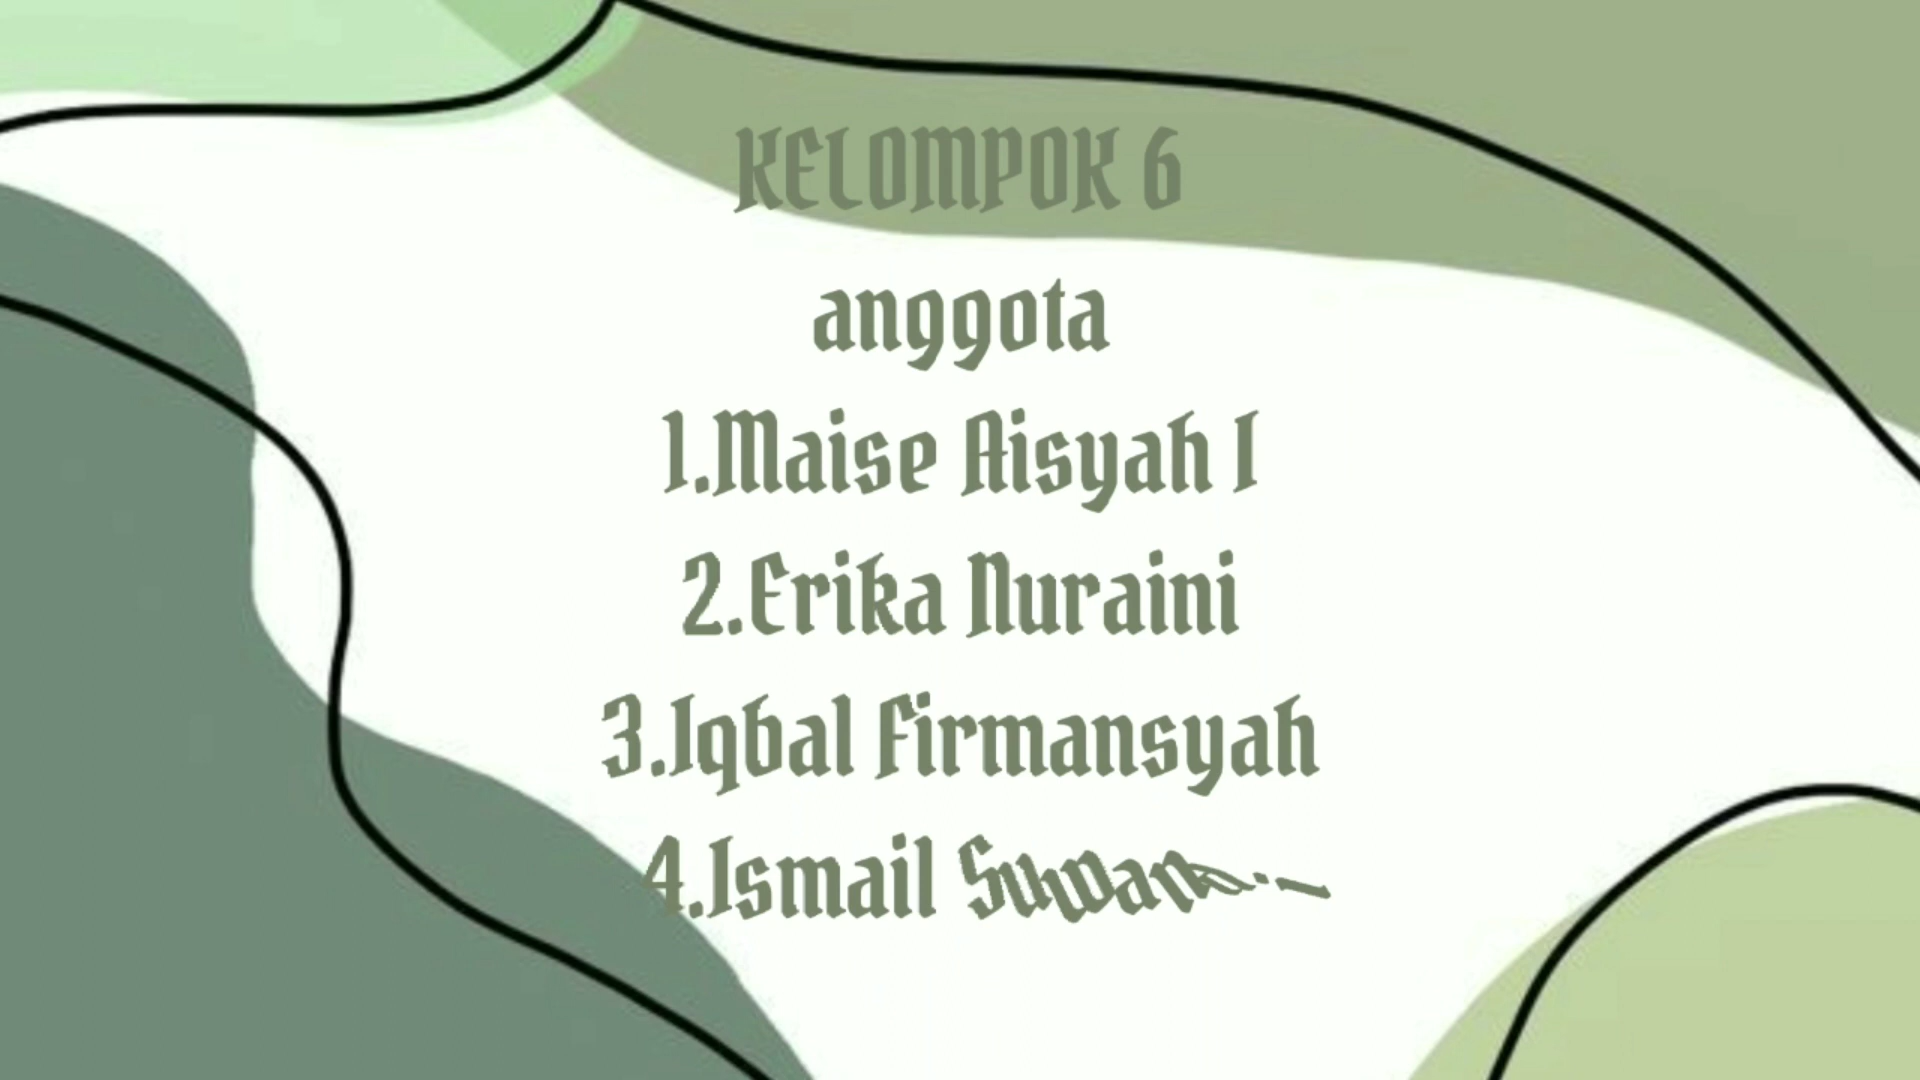 KELOMPOK 6
anggota
1.Maise Aisyah I
2.Erika Nuraini
3.Iqbal Firmansyah
4.Ismail